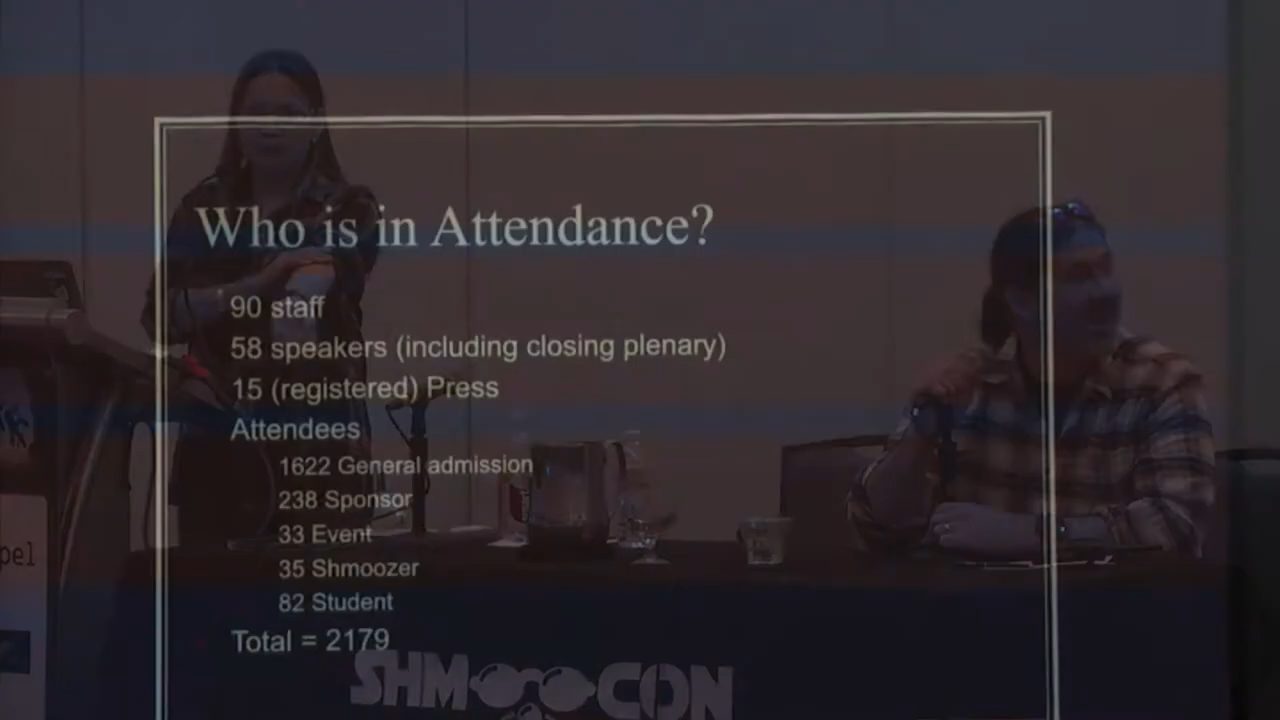 Who is in Attendance?
90 staff
58 speakers (including closing plenary)
15 (registered) Press
Attendees
1622 General admission
238 Sponsor
33 Event
35 Shmoozer
82 Student
Total = 2179
pel
SHMOOCON